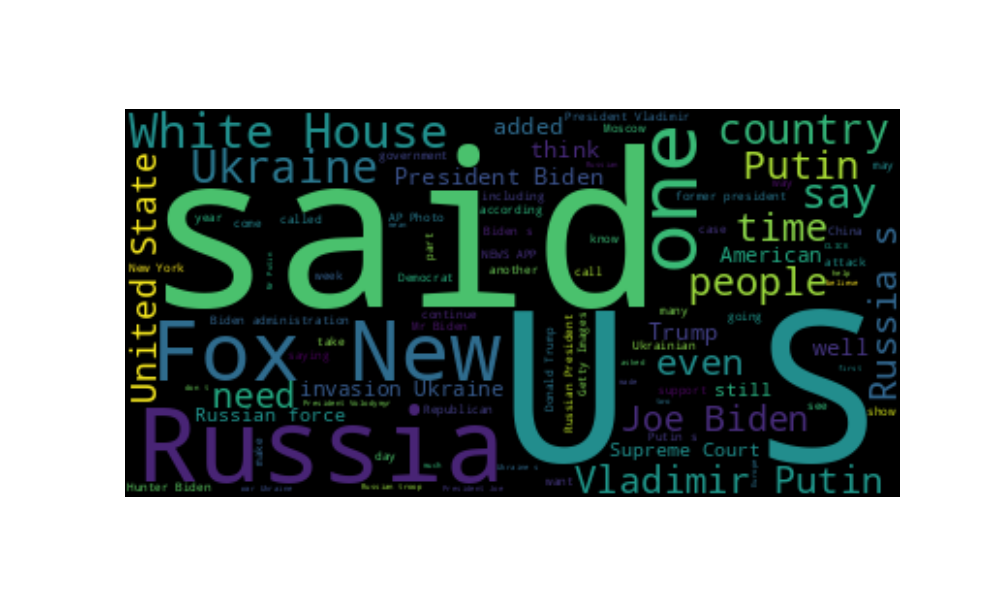 White House
added
President Vladimir
Moscow
country
government
think
one
Ukraine
President Biden
Putin
may
United State
including
former president
say
said
year
come
called
AP Photo
according
time
China
part
Biden s
know
case
NEWS APP
American
attack
New York
week
Democrat
another
call
people
help
believe
Russia s
many
Biden administration
continue
Mr Biden
going
Fox New
take
saying
U S
Trump
Ukrainian
well
Donald Trump
Russian President
Getty Images
asked
even
first
need
invasion Ukraine
support
still
President Volodymyr
Russian force
Republican
Joe Biden
see
show
Russia
make
Putin s
day
much
Supreme Court
Ukraine s
want
Vladimir Putin
Hunter Biden
war Ukraine
Russian troop
President Joe